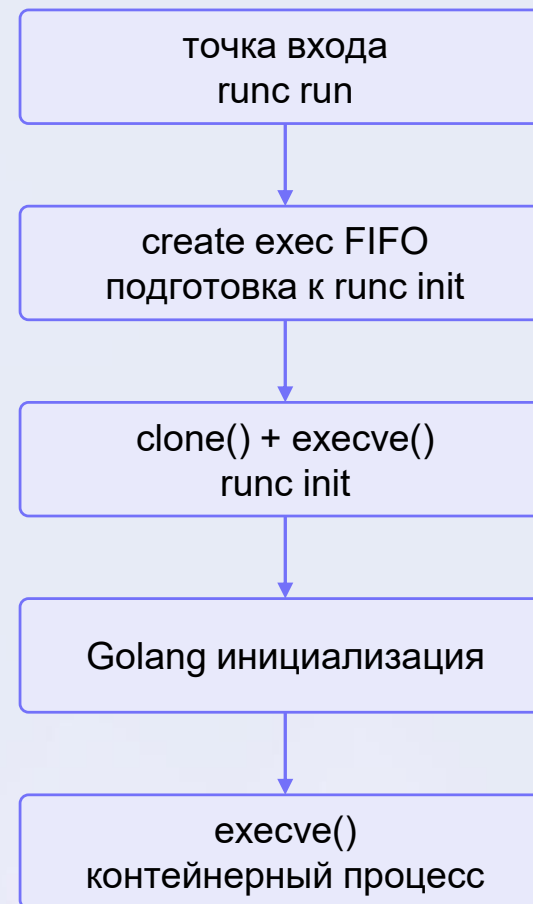 точка входа
runc run
create exec FIFO
подготовка к runc init
clone() + execve()
runc init
Golang инициализация
execve()
контейнерный процесс